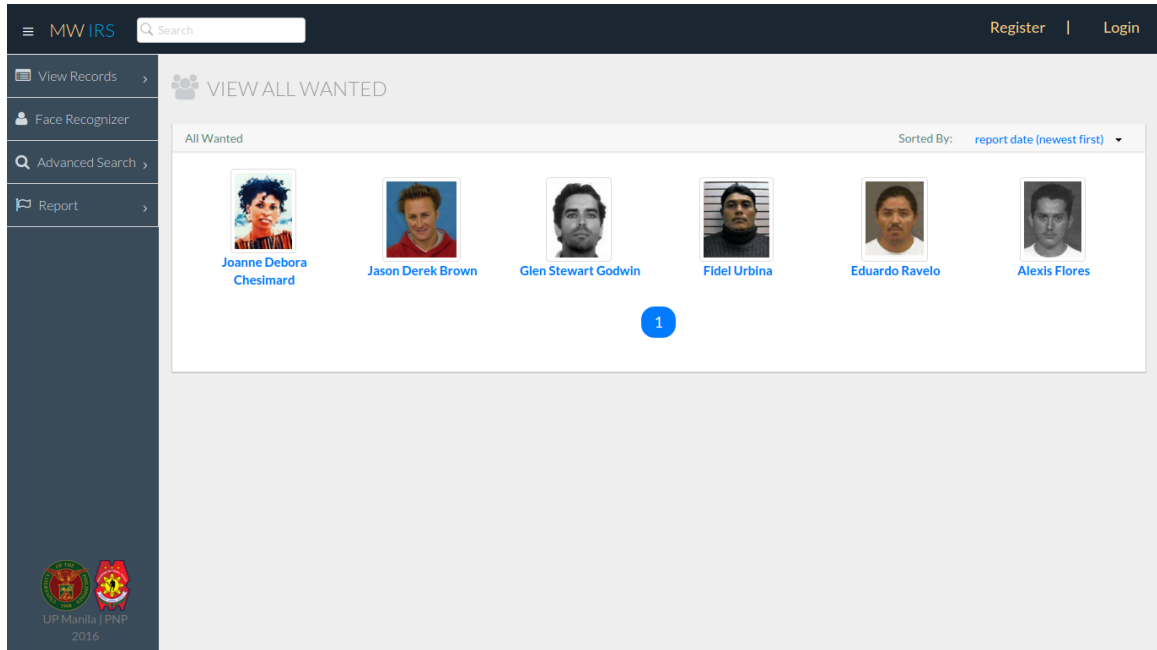 MWIRS
Search
Register | Login
View Records
Face Recognizer
Advanced Search
Report
VIEW ALL WANTED
All Wanted
Sorted By: report date (newest first)
Joanne Debora
Chesimard
Jason Derek Brown
Glen Stewart Godwin
Fidel Urbina
Eduardo Ravelo
Alexis Flores
1
UP Manila | PNP
2016